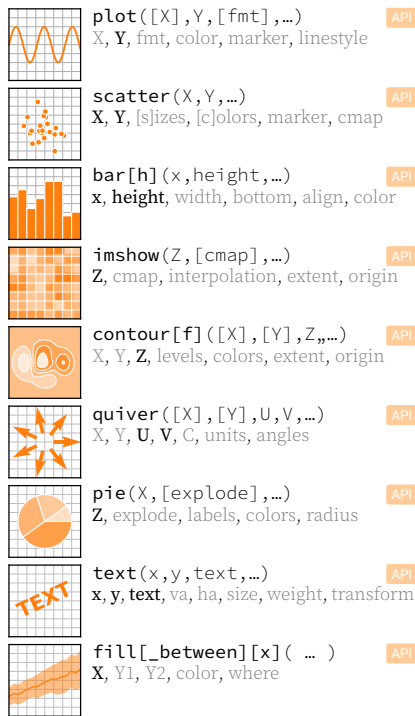 plot([X],Y,[fmt],…) API
X, Y, fmt, color, marker, linestyle
scatter(X,Y,…) API
X, Y, [s]izes, [c]olors, marker, cmap
bar[h](x,height,…) API
x, height, width, bottom, align, color
imshow(Z,[cmap],…) API
Z, cmap, interpolation, extent, origin
contour[f]([X],[Y],Z,,…) API
X, Y, Z, levels, colors, extent, origin
quiver([X],[Y],U,V,…) API
X, Y, U, V, C, units, angles
pie(X,[explode],…) API
Z, explode, labels, colors, radius
TEXT
text(x,y,text,…) API
x, y, text, va, ha, size, weight, transform
fill[_between][x]( … ) API
X, Y1, Y2, color, where